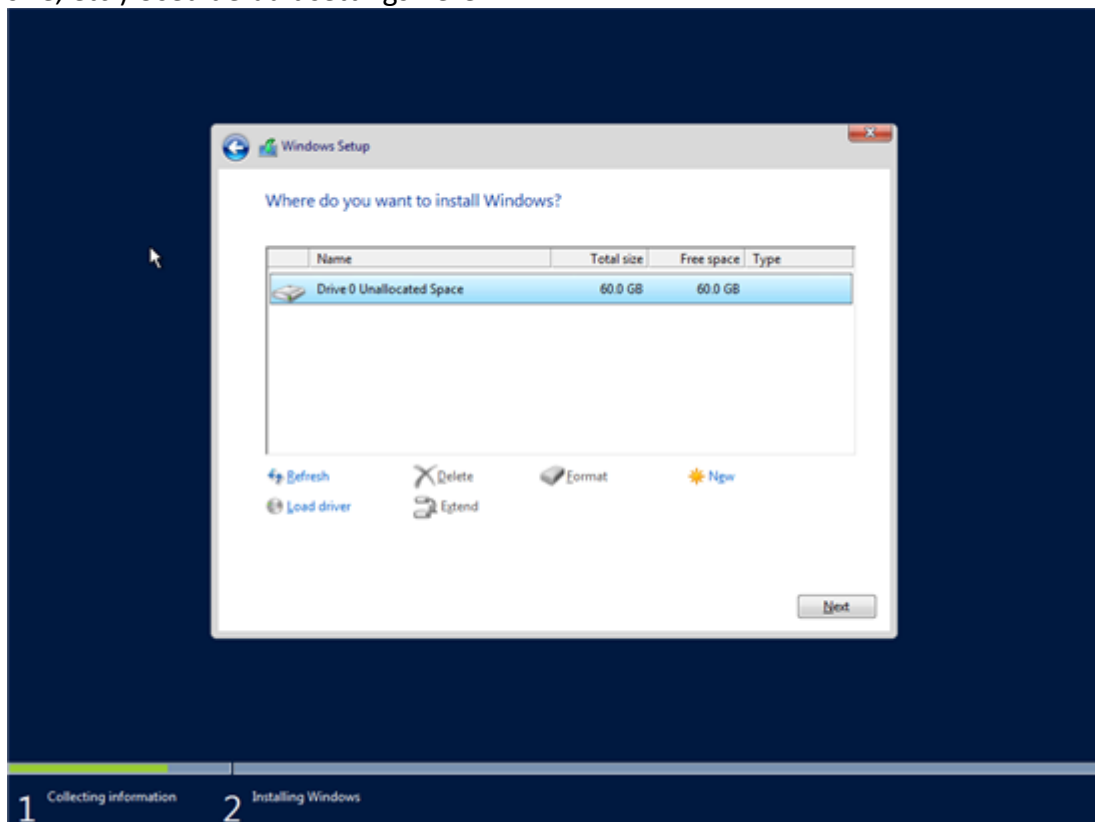 Windows Setup
Where do you want to install Windows?
Name Total size Free space Type
Drive 0 Unallocated Space 60.0 GB 60.0 GB
Refresh Delete Format New
Load driver Extend
Next
1 Collecting information 2 Installing Windows